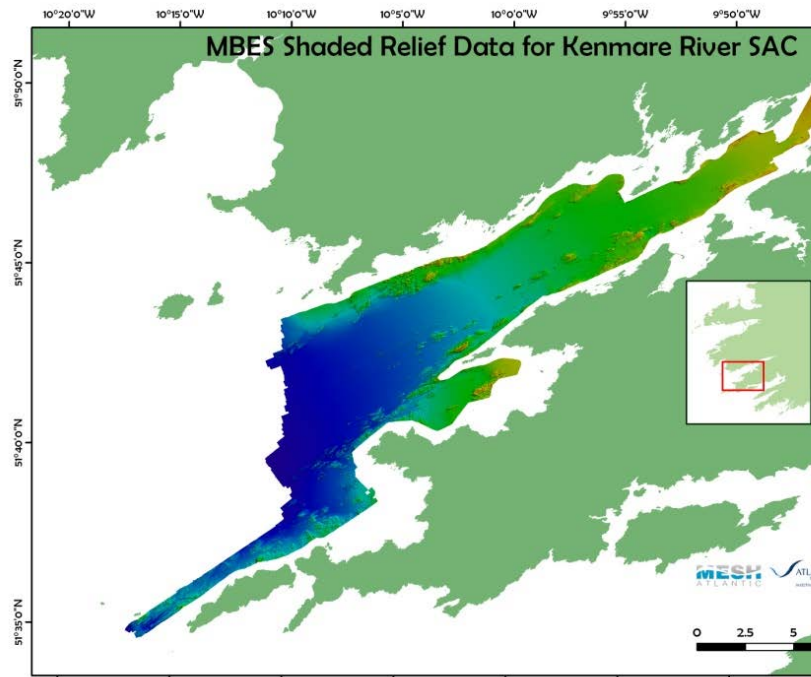 10°20'0"W 10°15'0"W 10°10'0"W 10°5'0"W 10°0'0"W 9°55'0"W 9°50'0"W
MBES Shaded Relief Data for Kenmare River SAC
51°50'0"N
51°45'0"N
51°40'0"N
51°35'0"N
MESH
ATLANTIC
ATL
0 2.5 5